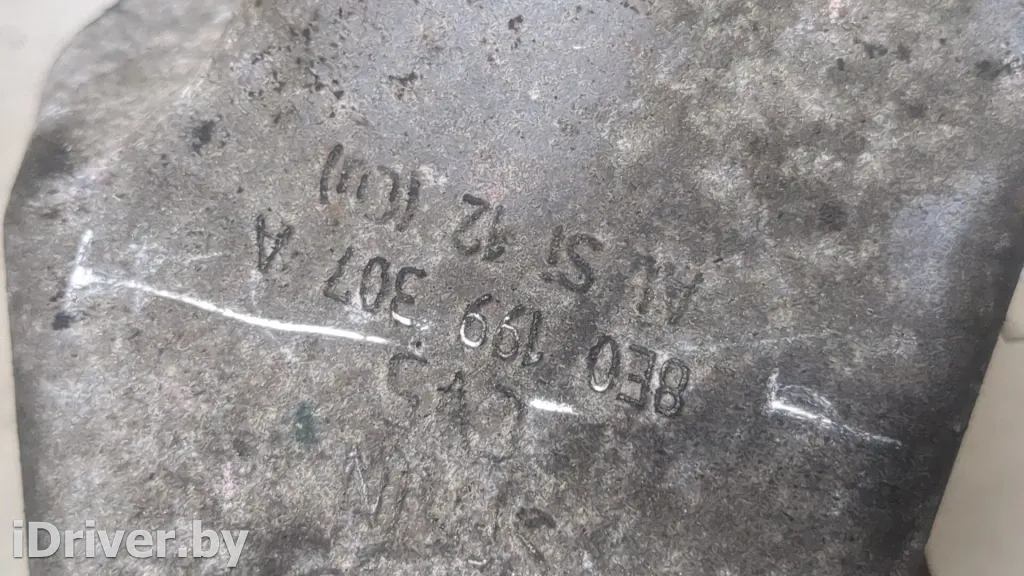 8E0 199 307 A
Al Si 12 (Cu)
iDriver.by